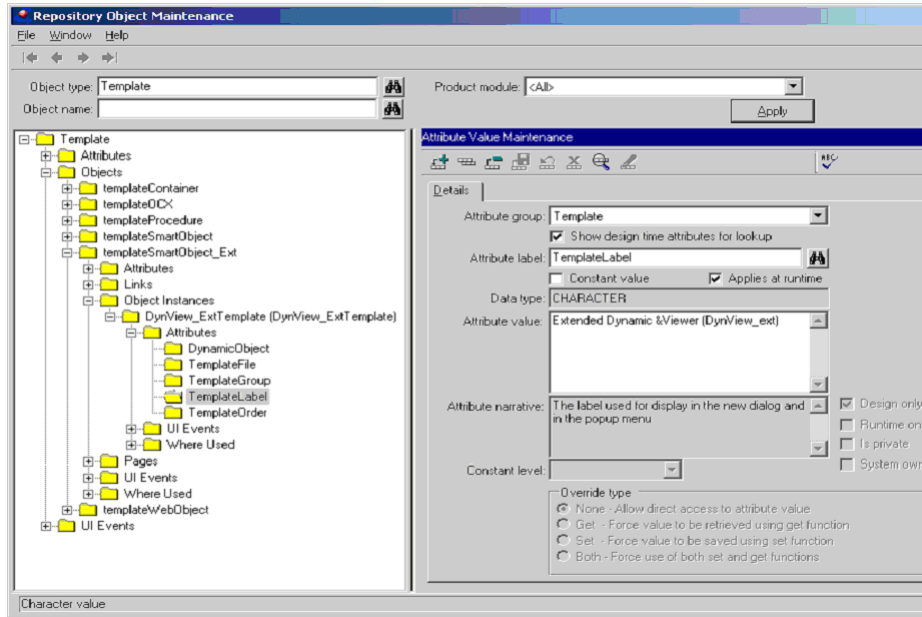 Repository Object Maintenance
File Window Help
Object type: Template
Product module: <All>
Object name:
Apply
Template
Attributes
Objects
templateContainer
templateOCX
templateProcedure
templateSmartObject
templateSmartObject_Ext
Attributes
Links
Object Instances
DynView_ExtTemplate (DynView_ExtTemplate)
Attributes
DynamicObject
TemplateFile
TemplateGroup
TemplateLabel
TemplateOrder
UI Events
Where Used
Pages
UI Events
Where Used
templateWebObject
UI Events
Attribute Value Maintenance
ABC
Details
Attribute group: Template
Show design time attributes for lookup
Attribute label: TemplateLabel
Constant value Applies at runtime
Data type: CHARACTER
Attribute value: Extended Dynamic &Viewer (DynView_ext)
Attribute narrative: The label used for display in the new dialog and
in the popup menu
Design only
Runtime on
Is private
System own
Constant level:
Override type
None - Allow direct access to attribute value
Get - Force value to be retrieved using get function
Set - Force value to be saved using set function
Both - Force use of both set and get functions
Character value